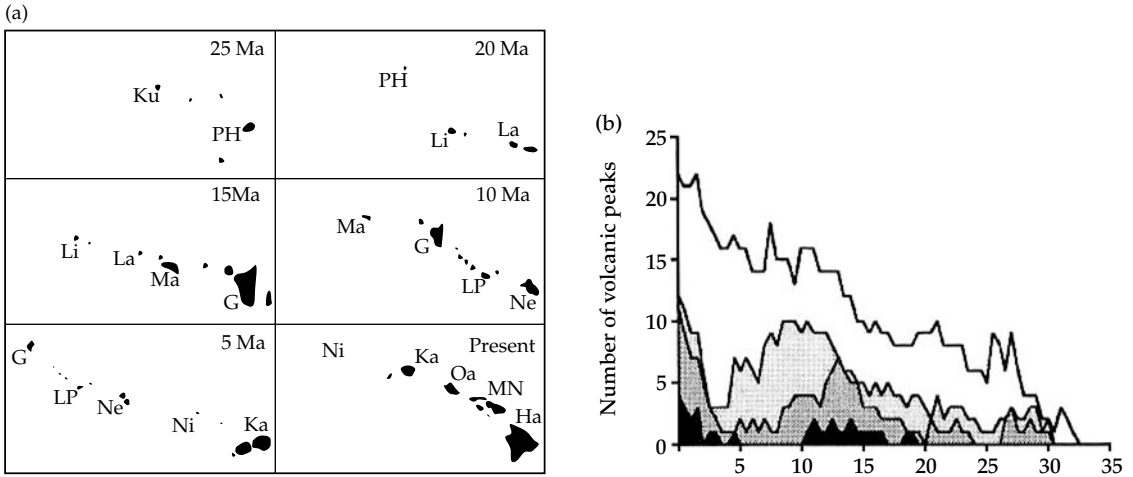 (a)
25 Ma
Ku
PH
20 Ma
PH
Li
La
15Ma
Li
La
Ma
G
10 Ma
Ma
G
LP
Ne
5 Ma
G
LP
Ne
Ni
Ka
Present
Ni
Ka
Oa
MN
Ha
(b)
Number of volcanic peaks
25
20
15
10
5
0
5
10
15
20
25
30
35